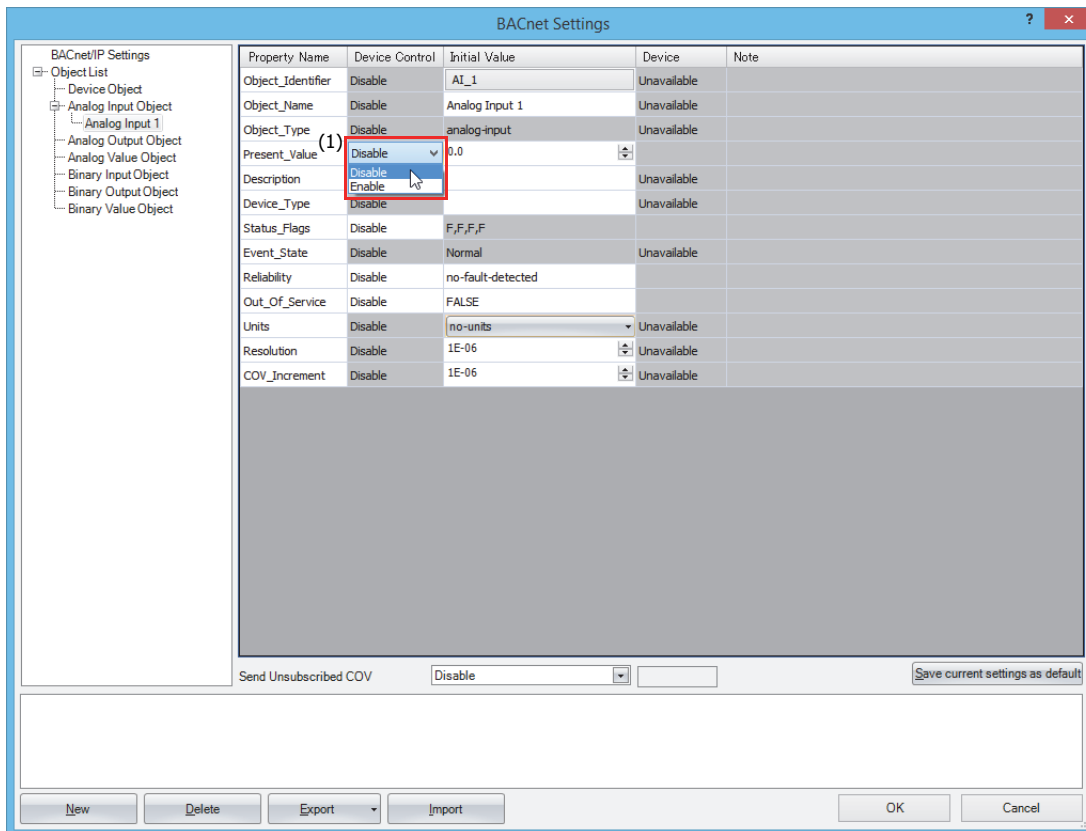 BACnet Settings
? ×
BACnet/IP Settings
Object List
Device Object
Analog Input Object
Analog Input 1
Analog Output Object
Analog Value Object
Binary Input Object
Binary Output Object
Binary Value Object
Property Name Device Control Initial Value Device Note
Object_Identifier Disable AI_1 Unavailable
Object_Name Disable Analog Input 1 Unavailable
Object_Type Disable analog-input Unavailable
(1)
Present_Value Disable 0.0
Disable
Enable
Description Unavailable
Device_Type Disable Unavailable
Status_Flags Disable F,F,F,F
Event_State Disable Normal Unavailable
Reliability Disable no-fault-detected
Out_Of_Service Disable FALSE
Units Disable no-units Unavailable
Resolution Disable 1E-06 Unavailable
COV_Increment Disable 1E-06 Unavailable
Send Unsubscribed COV Disable Save current settings as default
New Delete Export Import OK Cancel